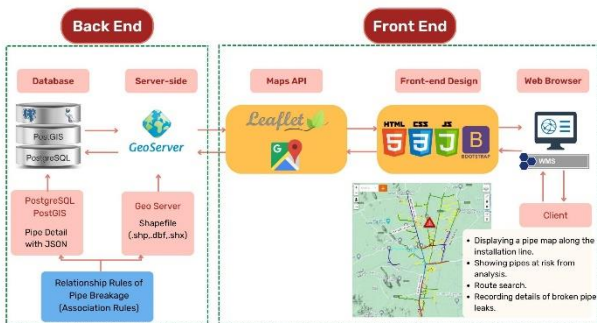 Back End
Front End
Database
Server-side
Maps API
Front-end Design
Web Browser
PostGIS
PostgreSQL
GeoServer
Leaflet
HTML
CSS
JS
BOOTSTRAP
WMS
PostgreSQL
PostGIS
Pipe Detail
with JSON
Geo Server
Shapefile
(.shp,.dbf,.shx)
Relationship Rules of
Pipe Breakage
(Association Rules)
Client
• Displaying a pipe map along the
installation line.
• Showing pipes at risk from
analysis.
• Route search.
• Recording details of broken pipe
leaks.